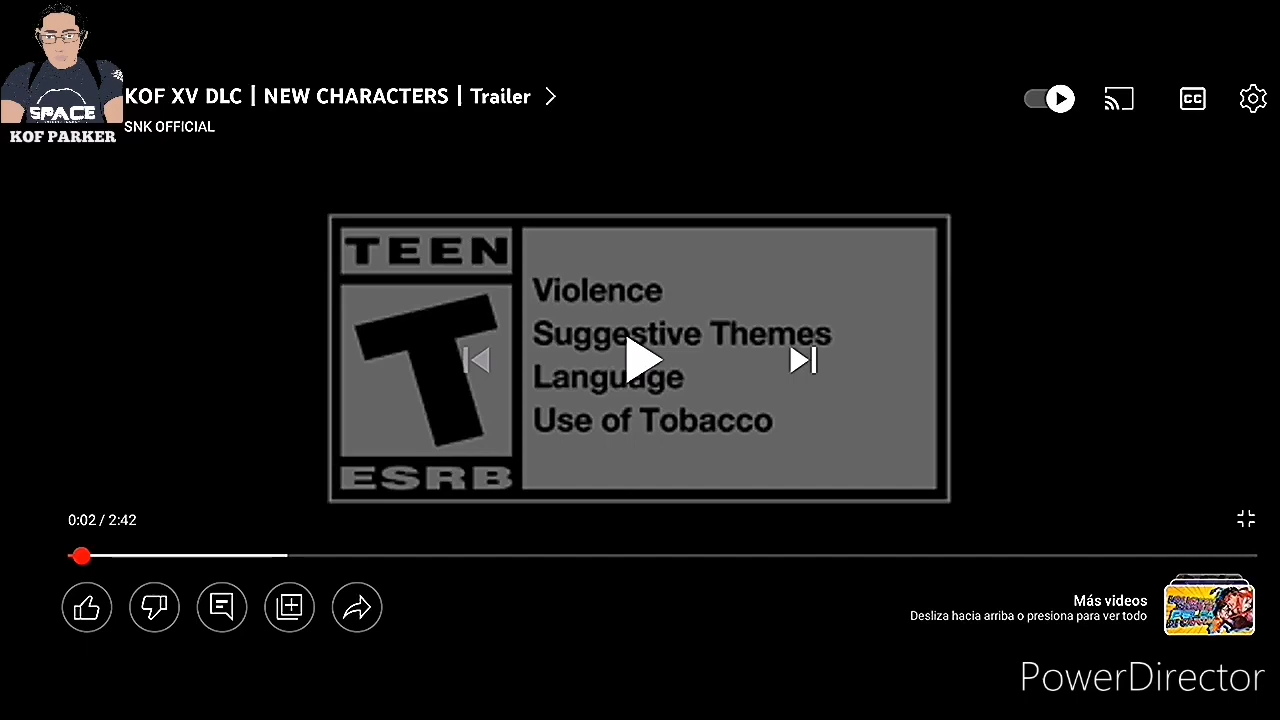 SPACE
KOF PARKER
KOF XV DLC | NEW CHARACTERS | Trailer
SNK OFFICIAL
CC
TEEN
T
ESRB
Violence
Suggestive Themes
Language
Use of Tobacco
0:02 / 2:42
Más videos
Desliza hacia arriba o presiona para ver todo
PowerDirector